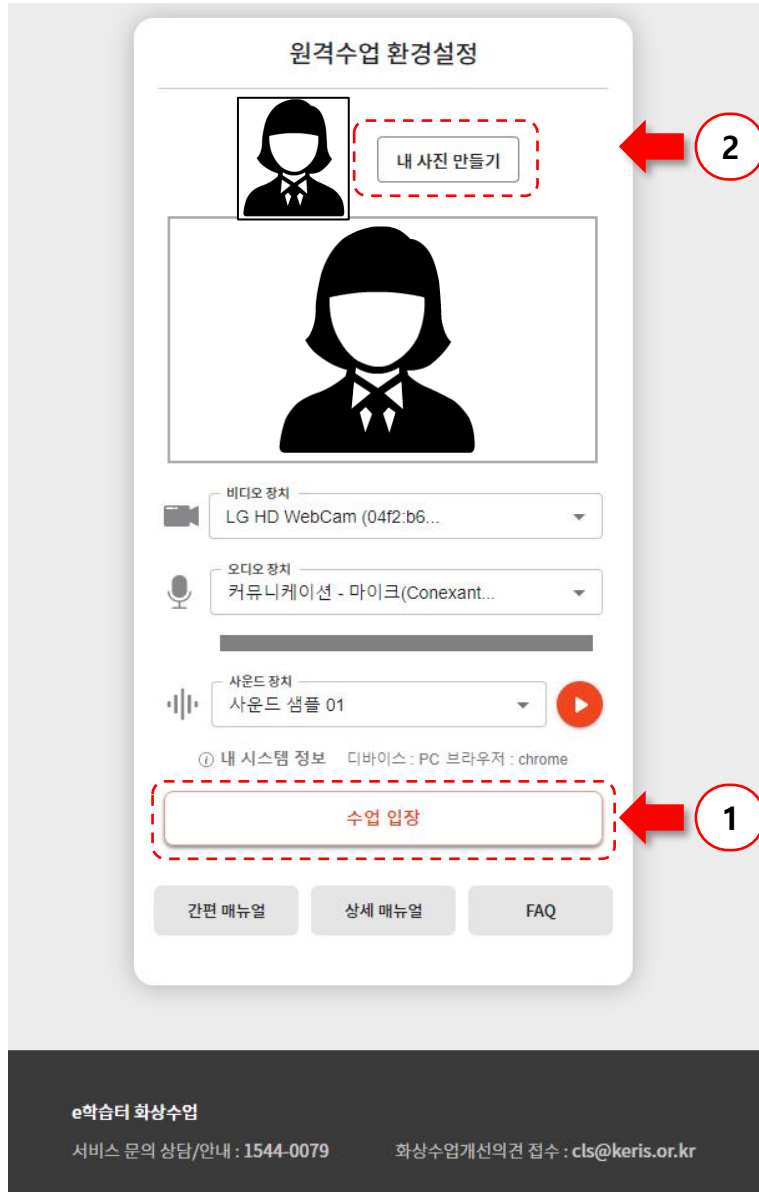 원격수업 환경설정
내 사진 만들기
2
비디오 장치
LG HD WebCam (04f2:b6...
오디오 장치
커뮤니케이션 - 마이크(Conexant...
사운드 장치
사운드 샘플 01
내 시스템 정보 디바이스 : PC 브라우저 : chrome
수업 입장
1
간편 매뉴얼 상세 매뉴얼 FAQ
e학습터 화상수업
서비스 문의 상담/안내 : 1544-0079 화상수업개선의견 접수 : cls@keris.or.kr